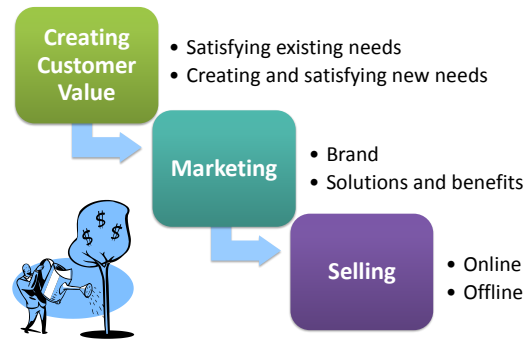 Creating
Customer
Value
• Satisfying existing needs
• Creating and satisfying new needs
Marketing
• Brand
• Solutions and benefits
Selling
• Online
• Offline
$
$ $